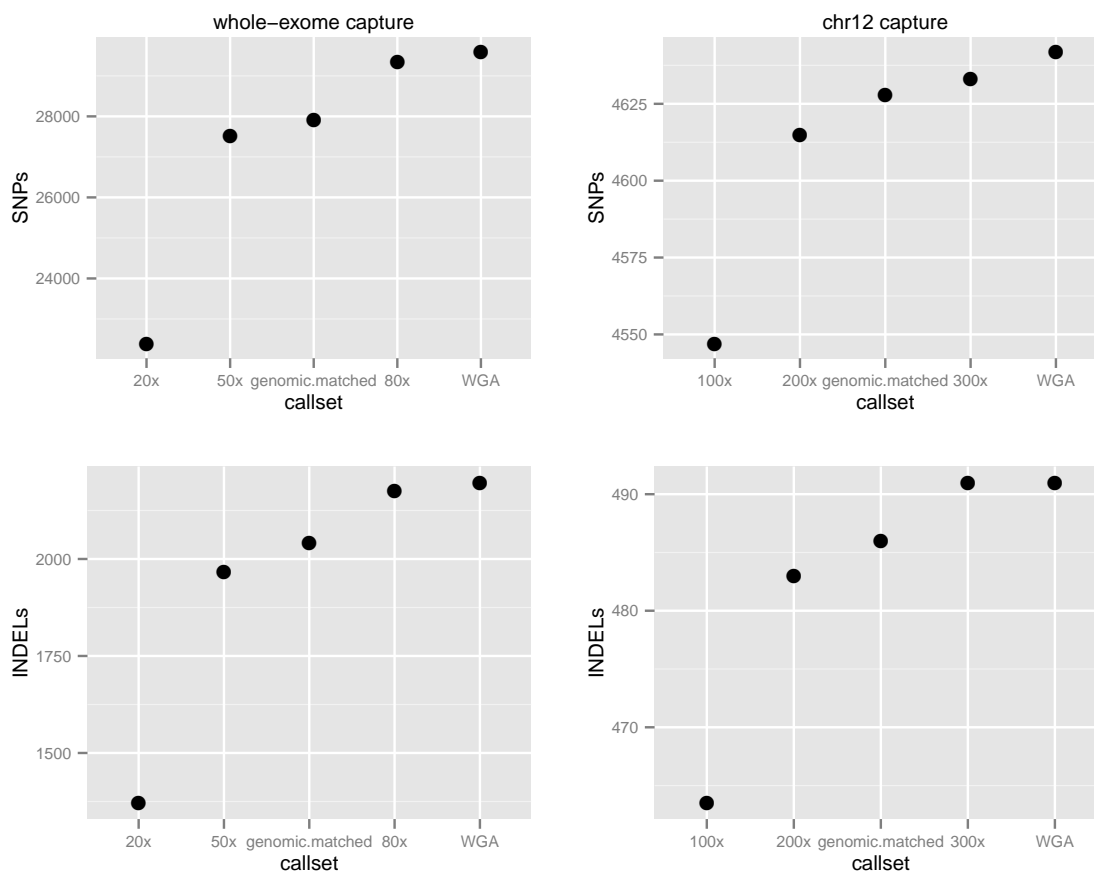 whole−exome capture
28000
26000
24000
SNPs
20x 50x genomic.matched 80x WGA
callset
chr12 capture
4625
4600
4575
4550
SNPs
100x 200x genomic.matched 300x WGA
callset
2000
1750
1500
INDELs
20x 50x genomic.matched 80x WGA
callset
490
480
470
INDELs
100x 200x genomic.matched 300x WGA
callset